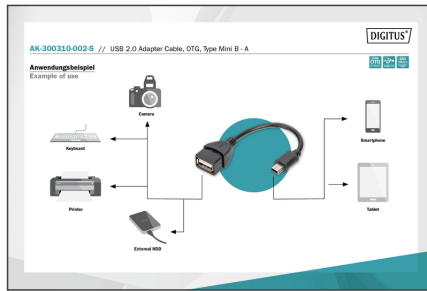 DIGITUS®
AK-300310-002-S // USB 2.0 Adapter Cable, OTG, Type Mini B - A
Anwendungsbeispiel
Example of use
OTG
Camera
Keyboard
Smartphone
Printer
Tablet
External HDD